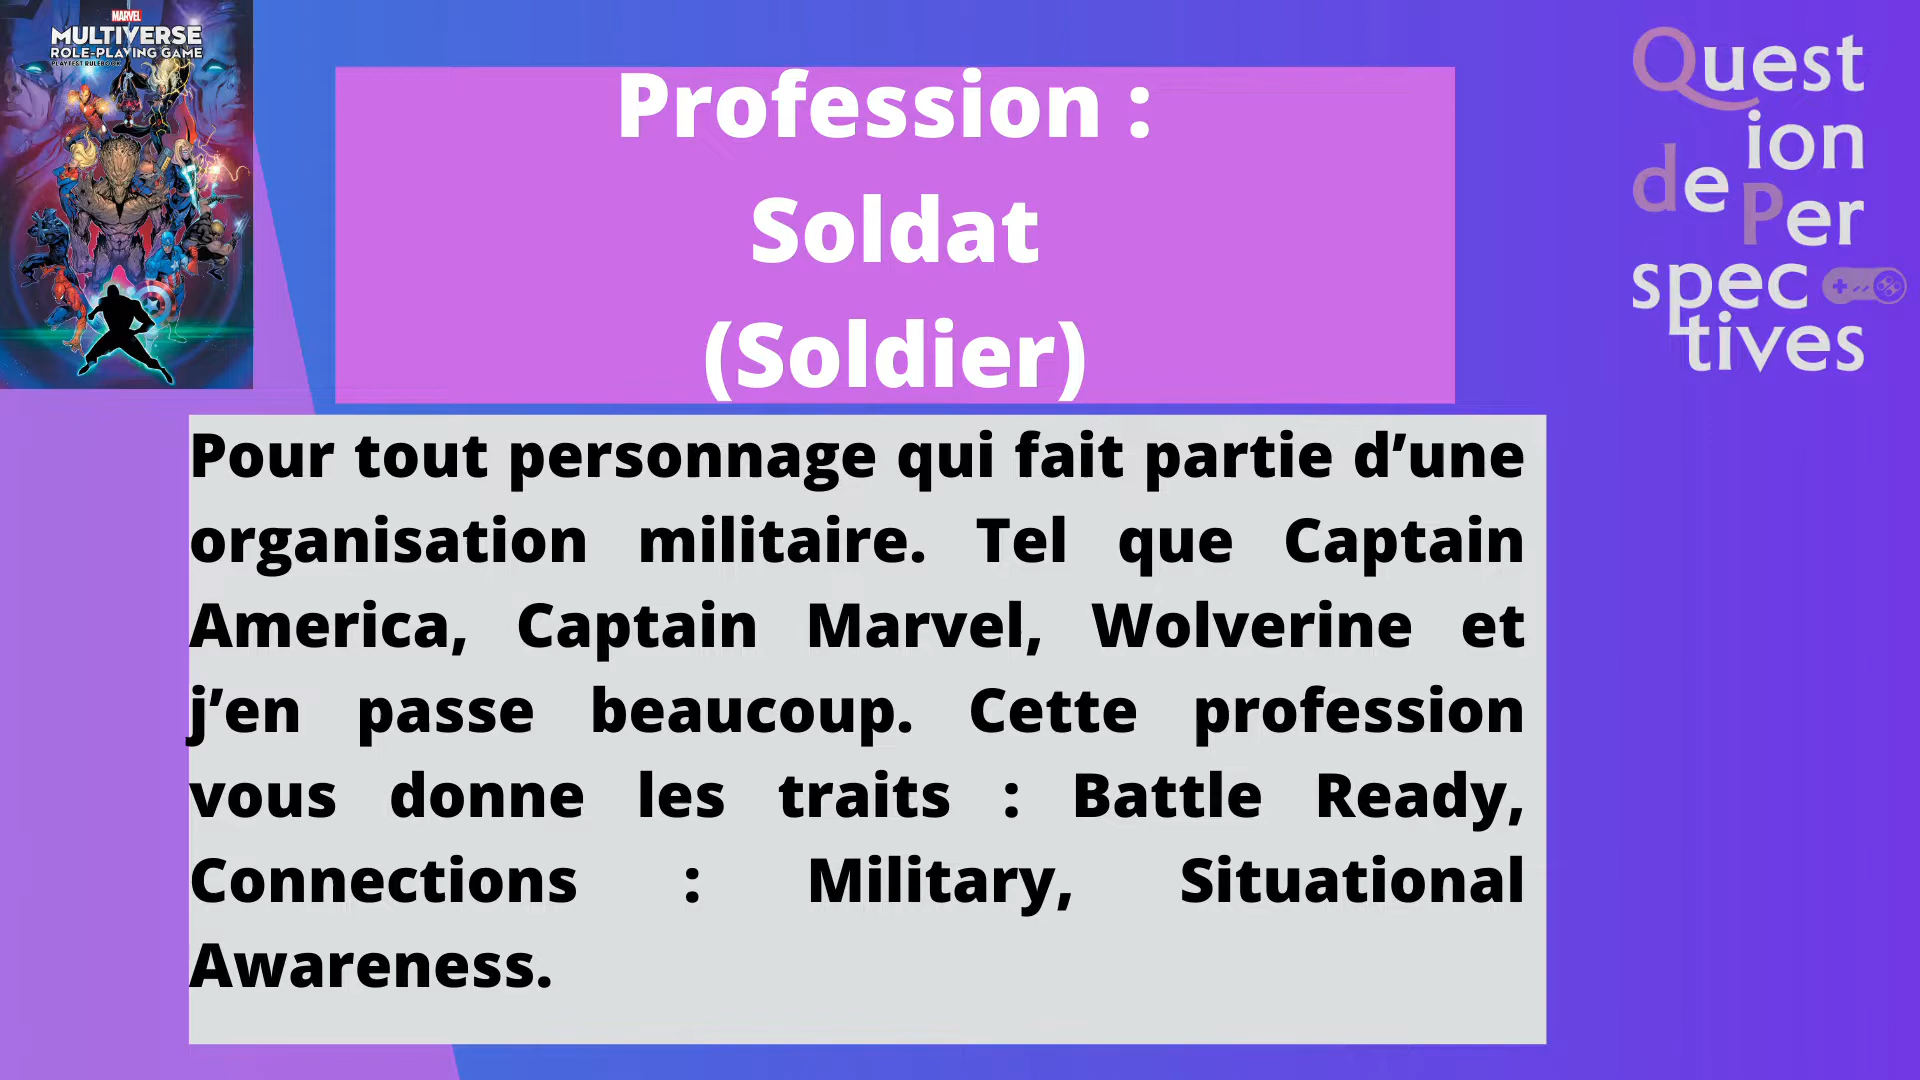 MARVEL
MULTIVERSE
ROLE-PLAYING GAME
PLAYTEST RULEBOOK
Profession :
Soldat
(Soldier)
Quest
ion
de Per
spec
tives
Pour tout personnage qui fait partie d’une
organisation militaire. Tel que Captain
America, Captain Marvel, Wolverine et
j’en passe beaucoup. Cette profession
vous donne les traits : Battle Ready,
Connections : Military, Situational
Awareness.